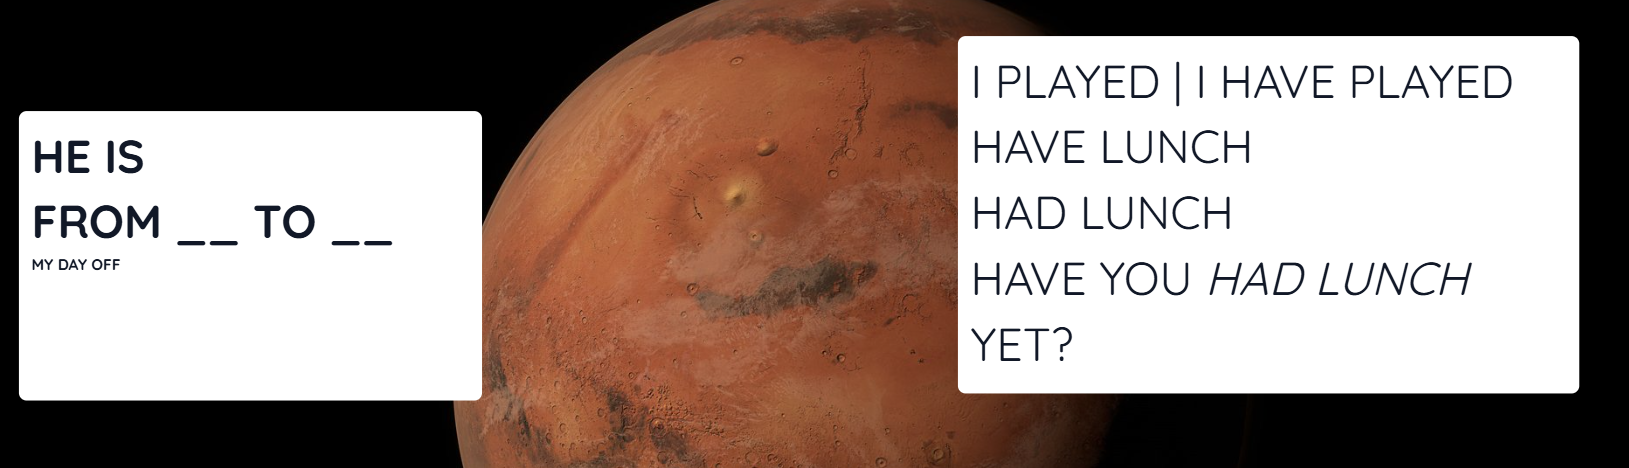 HE IS
FROM __ TO __
MY DAY OFF
I PLAYED | I HAVE PLAYED
HAVE LUNCH
HAD LUNCH
HAVE YOU HAD LUNCH
YET?